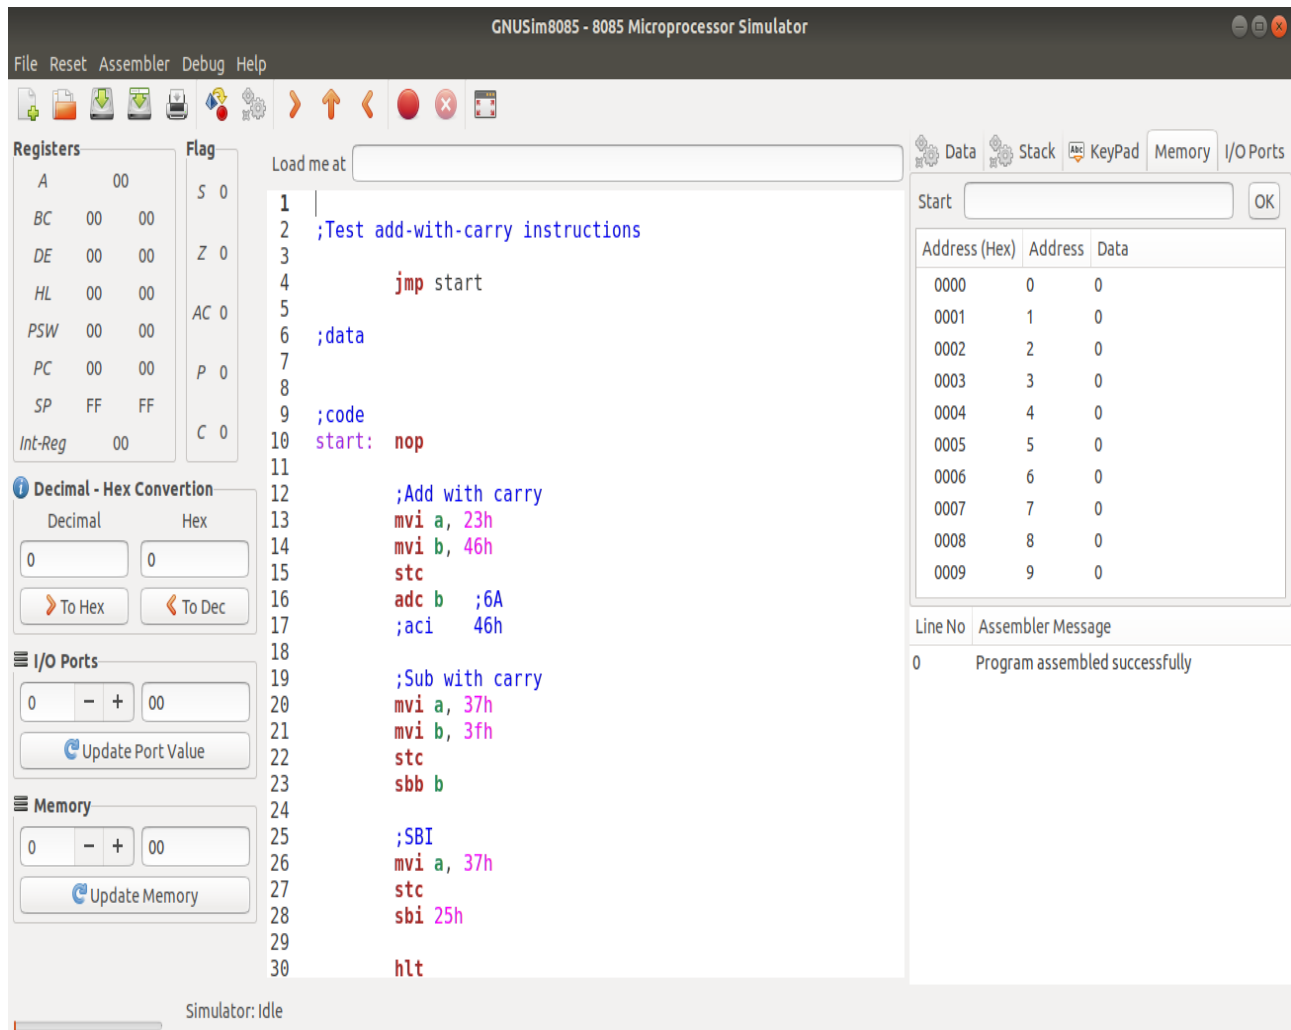 GNUSim8085 - 8085 Microprocessor Simulator
File Reset Assembler Debug Help
Registers
A 00
BC 00 00
DE 00 00
HL 00 00
PSW 00 00
PC 00 00
SP FF FF
Int-Reg 00
Flag
S 0
Z 0
AC 0
P 0
C 0
Decimal - Hex Convertion
Decimal Hex
0 0
To Hex To Dec
I/O Ports
0 − + 00
Update Port Value
Memory
0 − + 00
Update Memory
Load me at
1
2 ;Test add-with-carry instructions
3
4 jmp start
5
6 ;data
7
8
9 ;code
10 start: nop
11
12 ;Add with carry
13 mvi a, 23h
14 mvi b, 46h
15 stc
16 adc b ;6A
17 ;aci 46h
18
19 ;Sub with carry
20 mvi a, 37h
21 mvi b, 3fh
22 stc
23 sbb b
24
25 ;SBI
26 mvi a, 37h
27 stc
28 sbi 25h
29
30 hlt
Data Stack Abc KeyPad Memory I/O Ports
Start OK
Address (Hex) Address Data
0000 0 0
0001 1 0
0002 2 0
0003 3 0
0004 4 0
0005 5 0
0006 6 0
0007 7 0
0008 8 0
0009 9 0
Line No Assembler Message
0 Program assembled successfully
Simulator: Idle